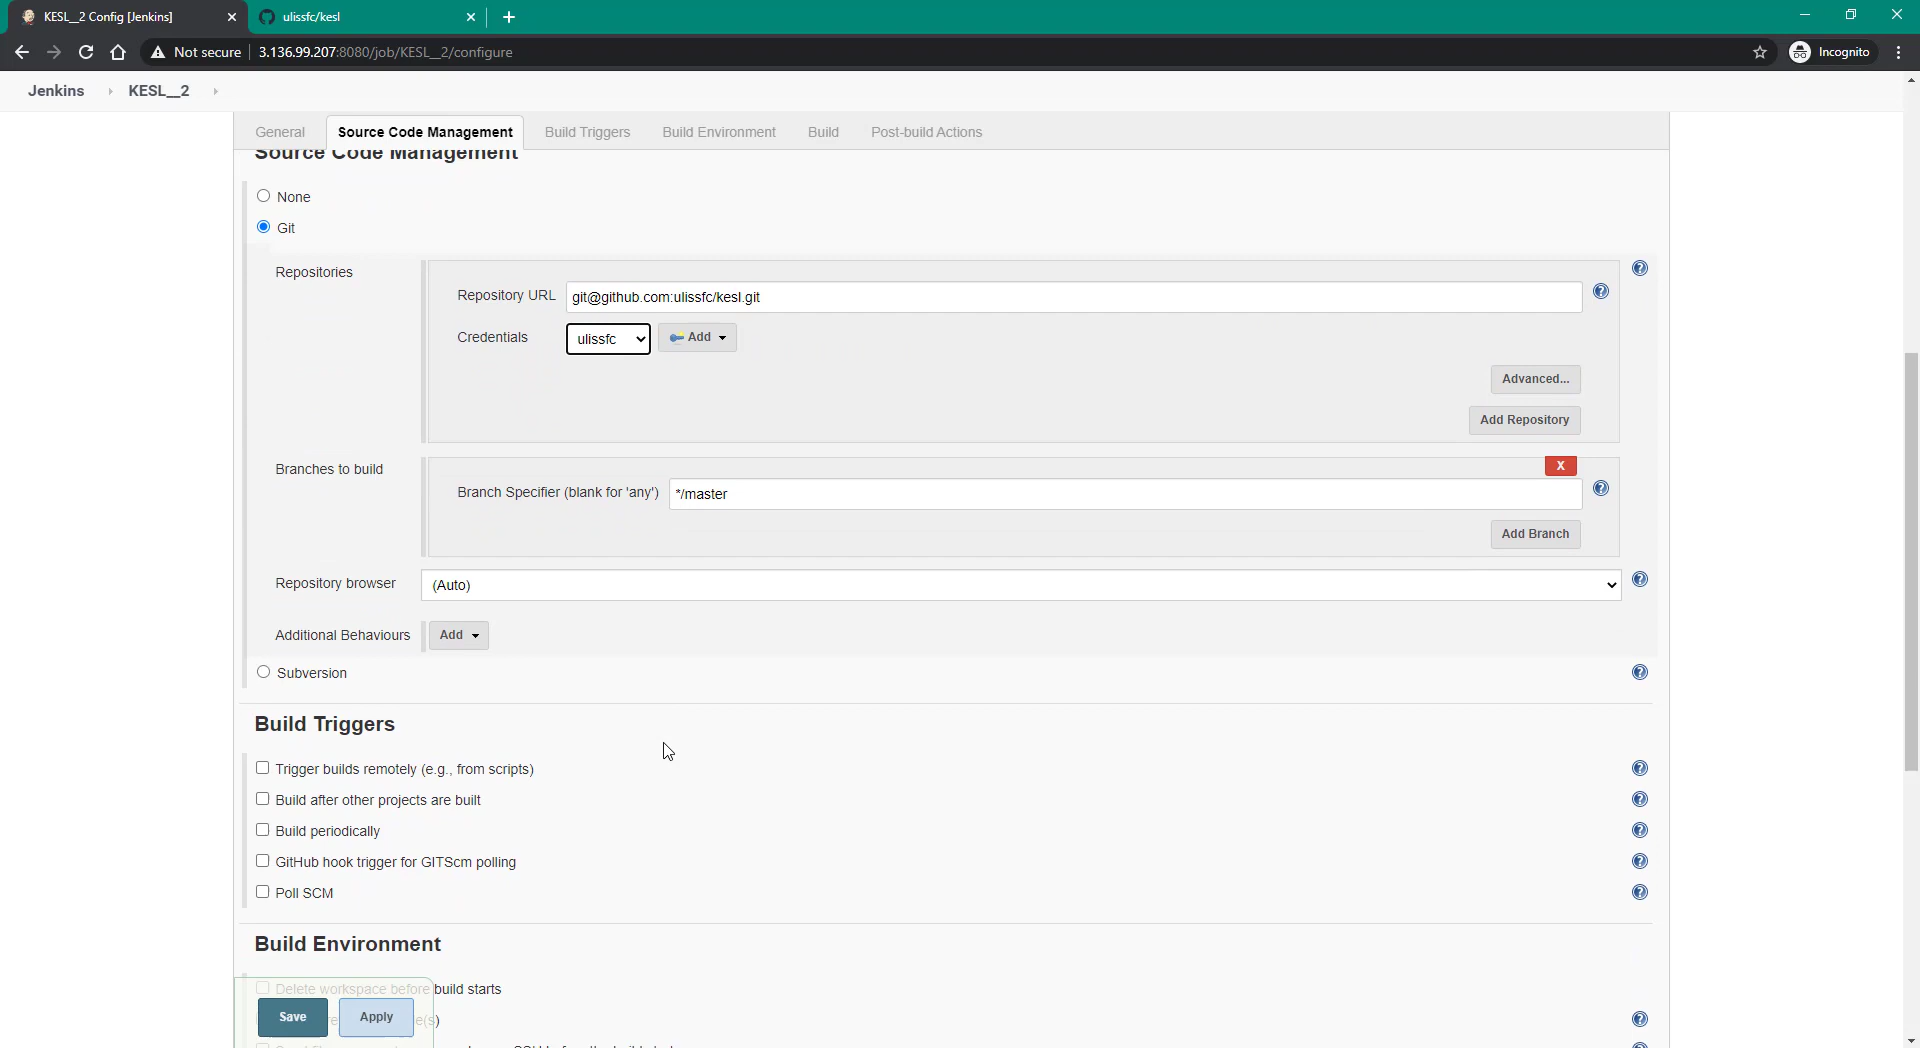 KESL__2 Config [Jenkins]
ulissfc/kesl
Not secure
3.136.99.207:8080/job/KESL__2/configure
Incognito
Jenkins
KESL__2
General
Source Code Management
Build Triggers
Build Environment
Build
Post-build Actions
Source Code Management
None
Git
Repositories
Repository URL
git@github.com:ulissfc/kesl.git
Credentials
ulissfc
Add
Advanced...
Add Repository
Branches to build
X
Branch Specifier (blank for 'any')
*/master
Add Branch
Repository browser
(Auto)
Additional Behaviours
Add
Subversion
Build Triggers
Trigger builds remotely (e.g., from scripts)
Build after other projects are built
Build periodically
GitHub hook trigger for GITScm polling
Poll SCM
Build Environment
Delete workspace before build starts
Save
Apply